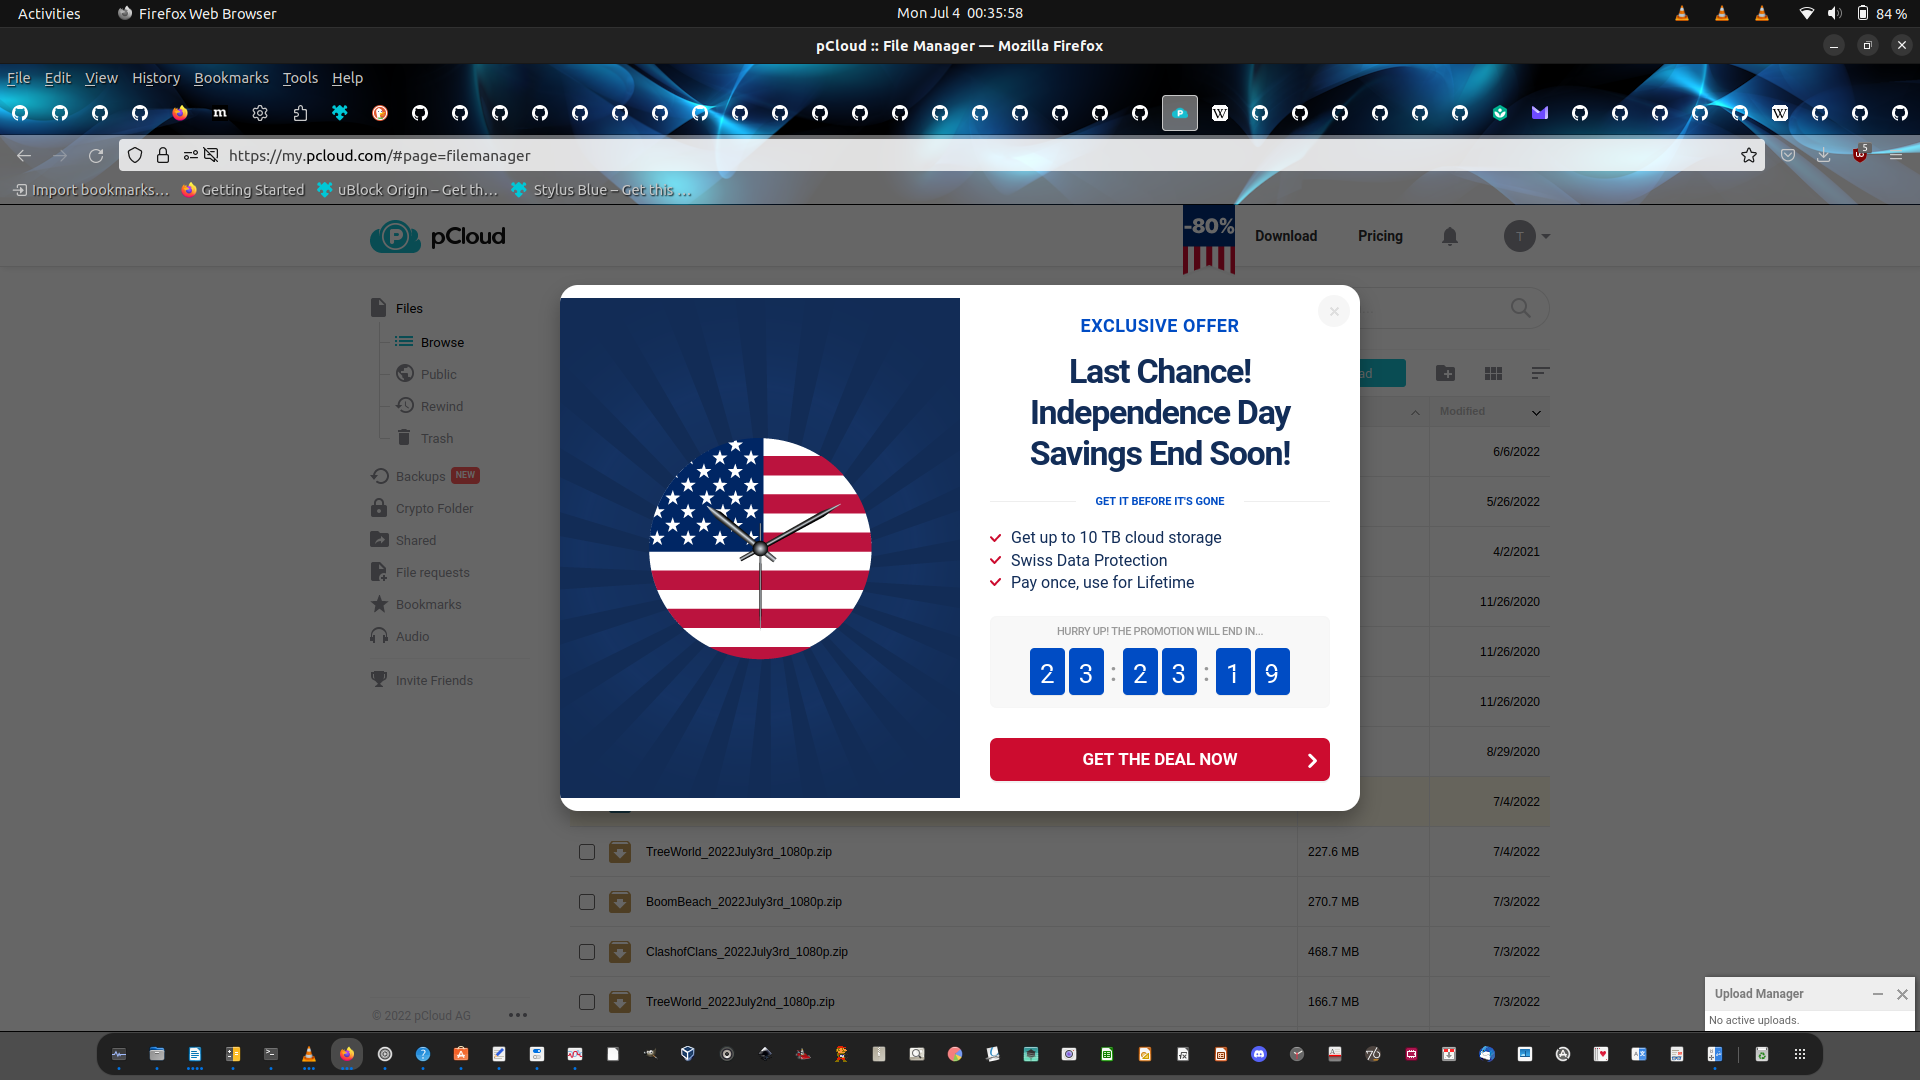 Activities
Firefox Web Browser
Mon Jul 4 00:35:58
84 %
pCloud :: File Manager — Mozilla Firefox
File Edit View History Bookmarks Tools Help
https://my.pcloud.com/#page=filemanager
5
Import bookmarks…
Getting Started
uBlock Origin – Get th…
Stylus Blue – Get this …
P pCloud
-80%
Download
Pricing
T
Files
Browse
Public
Rewind
Trash
Backups NEW
Crypto Folder
Shared
File requests
Bookmarks
Audio
Invite Friends
© 2022 pCloud AG
EXCLUSIVE OFFER
Last Chance!
Independence Day
Savings End Soon!
GET IT BEFORE IT'S GONE
Get up to 10 TB cloud storage
Swiss Data Protection
Pay once, use for Lifetime
HURRY UP! THE PROMOTION WILL END IN...
23:23:19
GET THE DEAL NOW
Modified
6/6/2022
5/26/2022
4/2/2021
11/26/2020
11/26/2020
11/26/2020
8/29/2020
7/4/2022
TreeWorld_2022July3rd_1080p.zip 227.6 MB 7/4/2022
BoomBeach_2022July3rd_1080p.zip 270.7 MB 7/3/2022
ClashofClans_2022July3rd_1080p.zip 468.7 MB 7/3/2022
TreeWorld_2022July2nd_1080p.zip 166.7 MB 7/3/2022
Upload Manager
No active uploads.